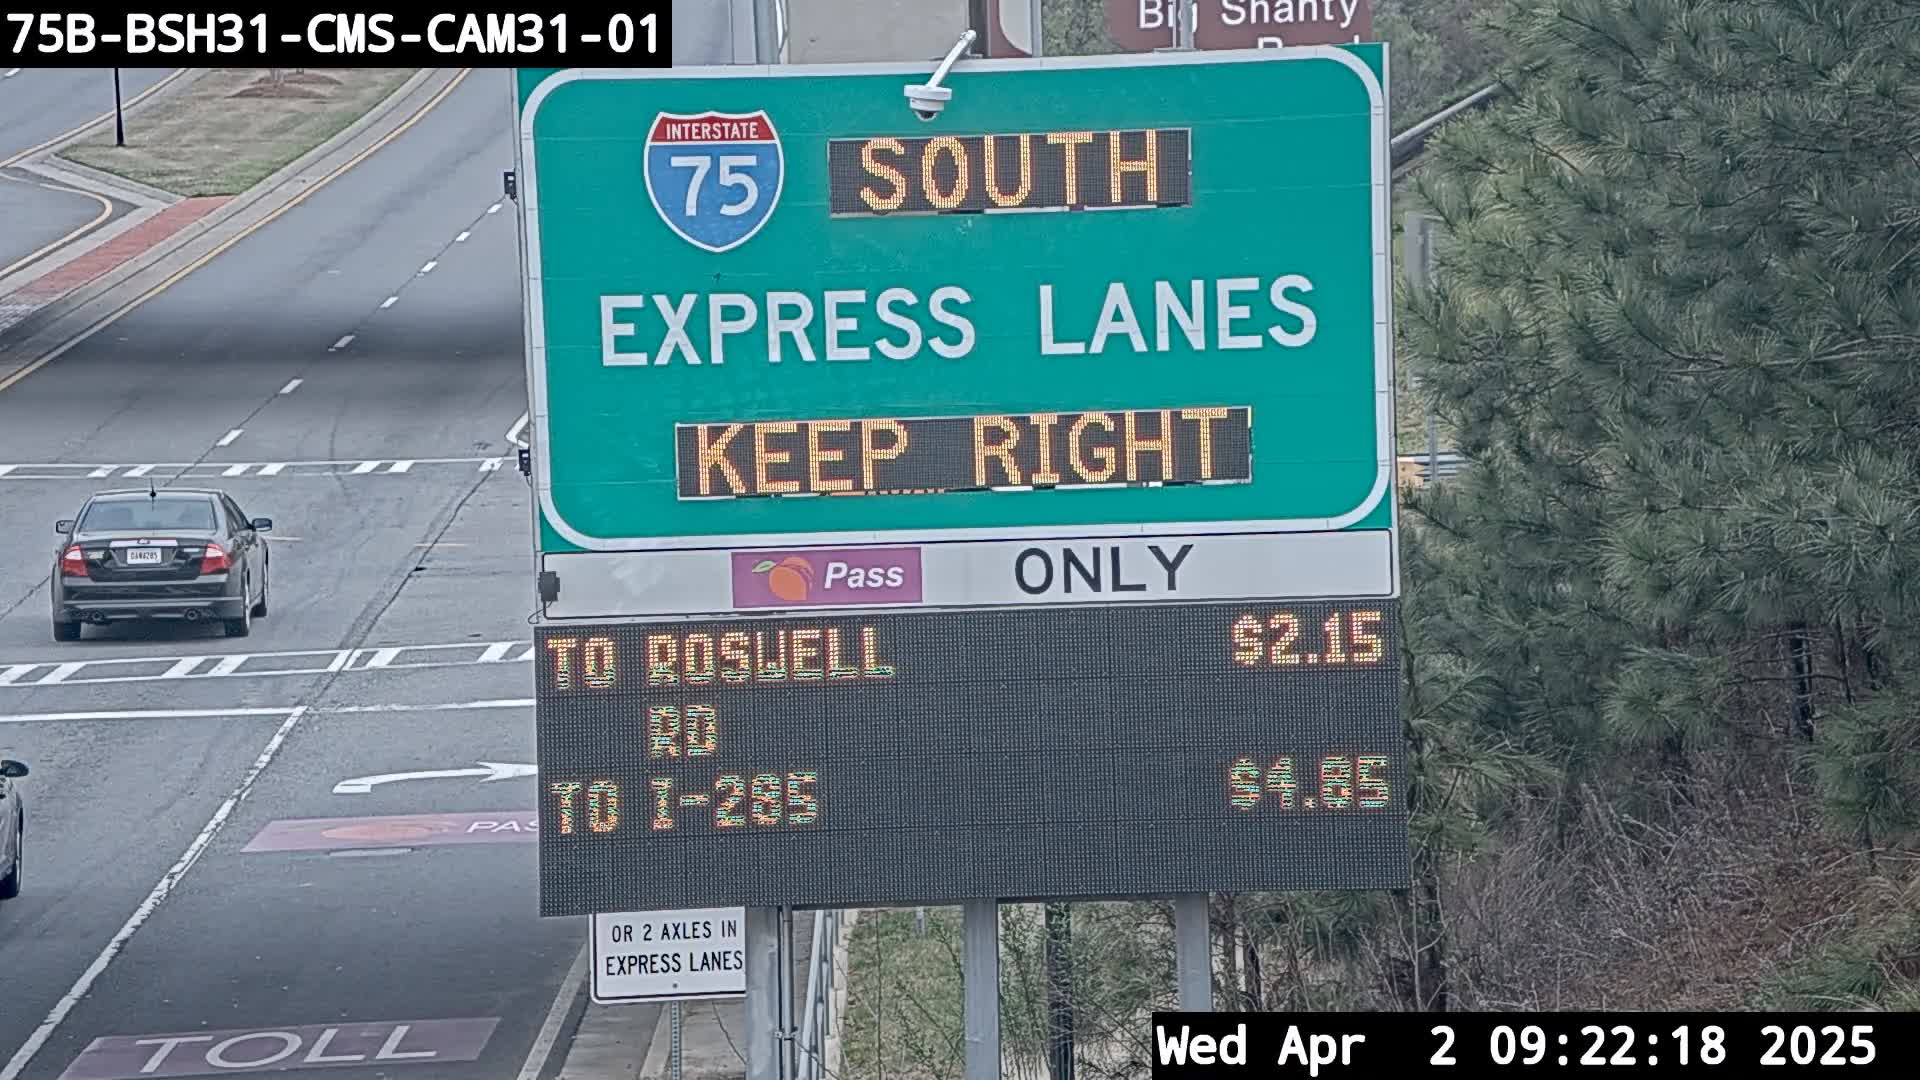 75B-BSH31-CMS-CAM31-01
Big Shanty
INTERSTATE
75
SOUTH
EXPRESS LANES
KEEP RIGHT
Pass ONLY
TO ROSWELL $2.15
RD
TO I-285 $4.85
OR 2 AXLES IN
EXPRESS LANES
TOLL
Wed Apr 2 09:22:18 2025